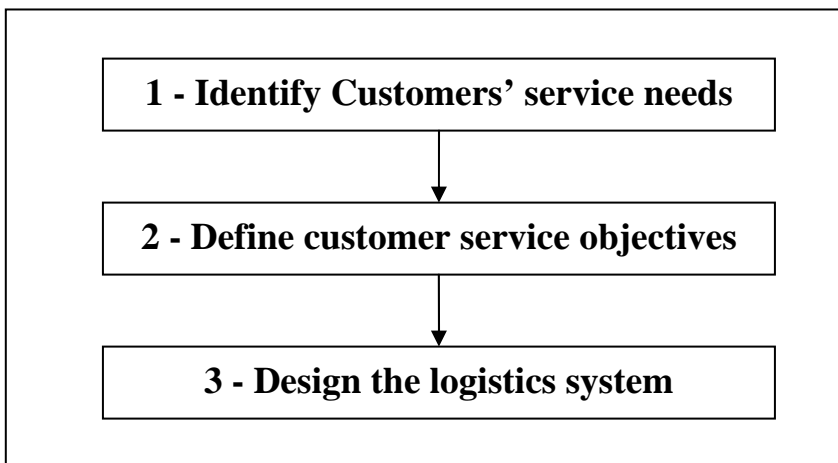 1 - Identify Customers’ service needs
2 - Define customer service objectives
3 - Design the logistics system